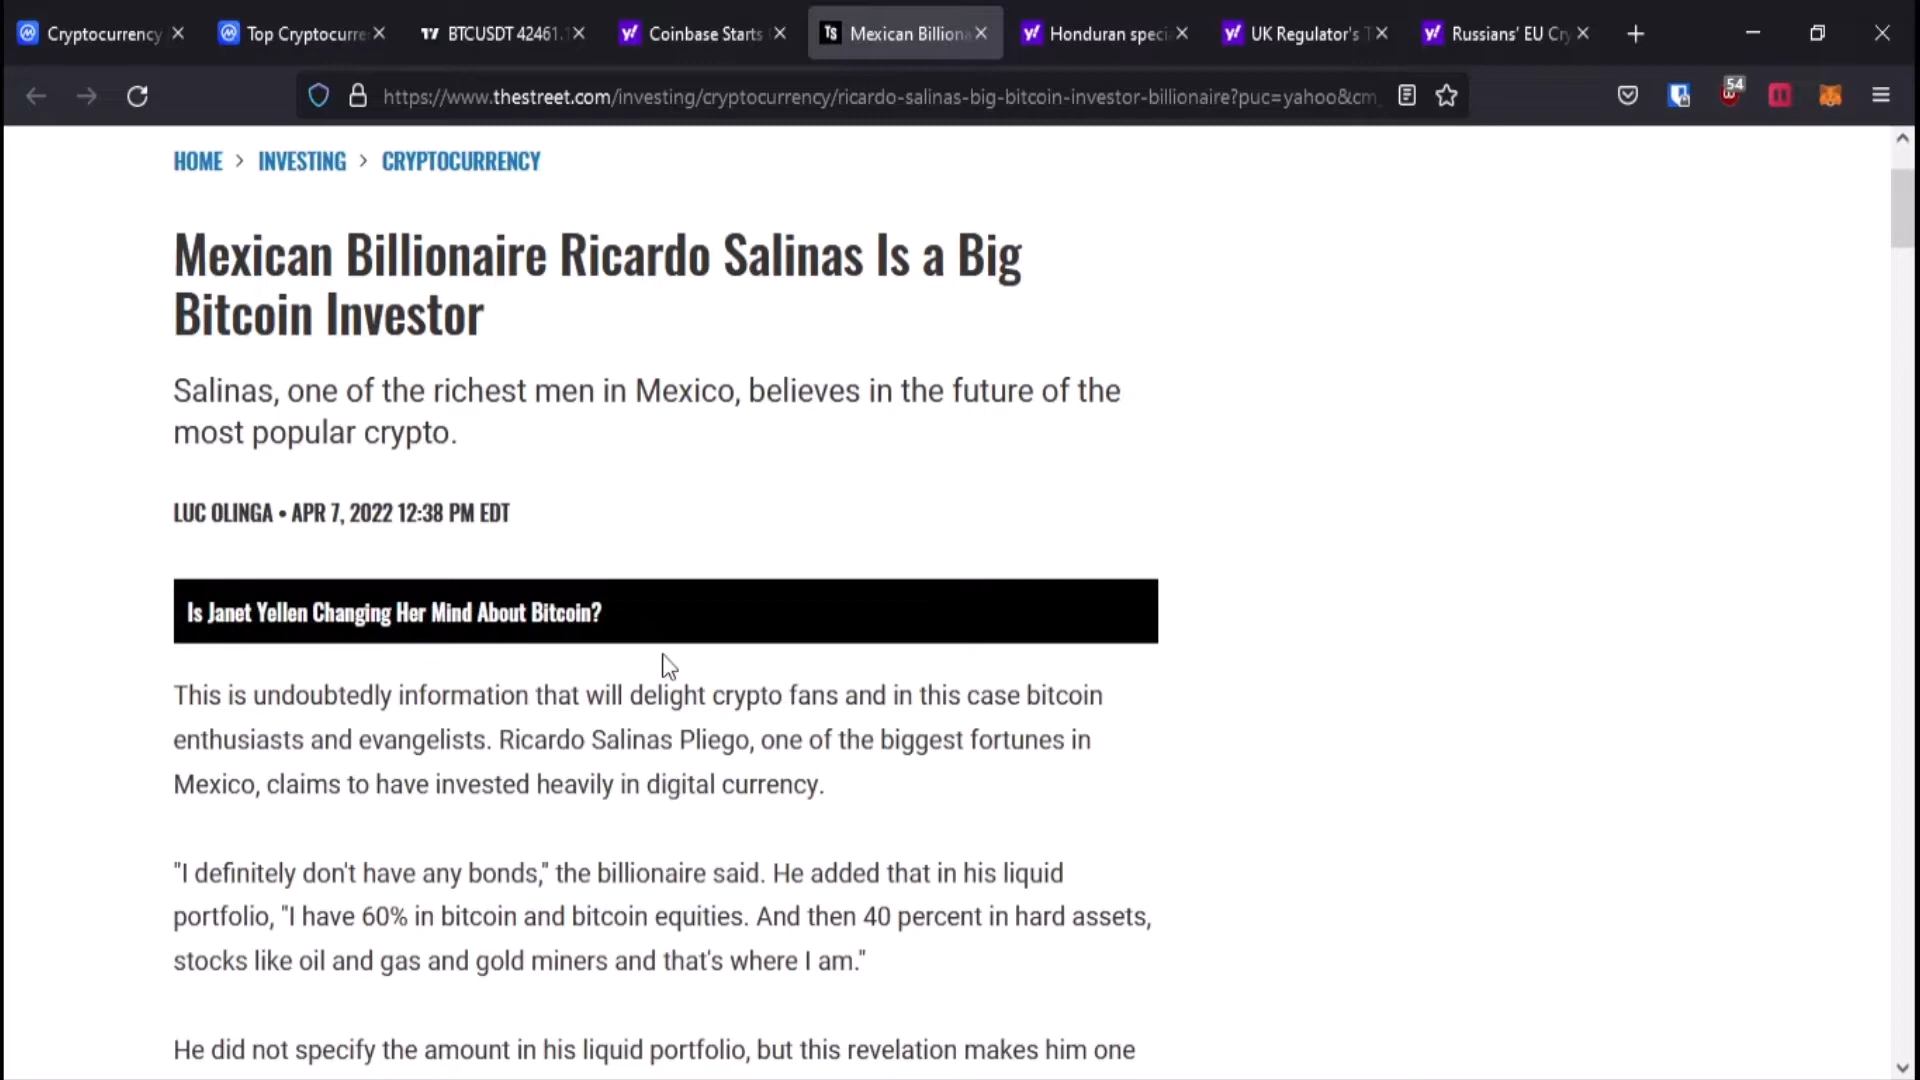 Cryptocurrency
Top Cryptocurre
BTCUSDT 42461.
Coinbase Starts
Mexican Billiona
Honduran speci
UK Regulator's T
Russians' EU Cry
https://www.thestreet.com/investing/cryptocurrency/ricardo-salinas-big-bitcoin-investor-billionaire?puc=yahoo&cm_
54
HOME > INVESTING > CRYPTOCURRENCY
Mexican Billionaire Ricardo Salinas Is a Big
Bitcoin Investor
Salinas, one of the richest men in Mexico, believes in the future of the
most popular crypto.
LUC OLINGA • APR 7, 2022 12:38 PM EDT
Is Janet Yellen Changing Her Mind About Bitcoin?
This is undoubtedly information that will delight crypto fans and in this case bitcoin
enthusiasts and evangelists. Ricardo Salinas Pliego, one of the biggest fortunes in
Mexico, claims to have invested heavily in digital currency.
"I definitely don't have any bonds," the billionaire said. He added that in his liquid
portfolio, "I have 60% in bitcoin and bitcoin equities. And then 40 percent in hard assets,
stocks like oil and gas and gold miners and that's where I am."
He did not specify the amount in his liquid portfolio, but this revelation makes him one